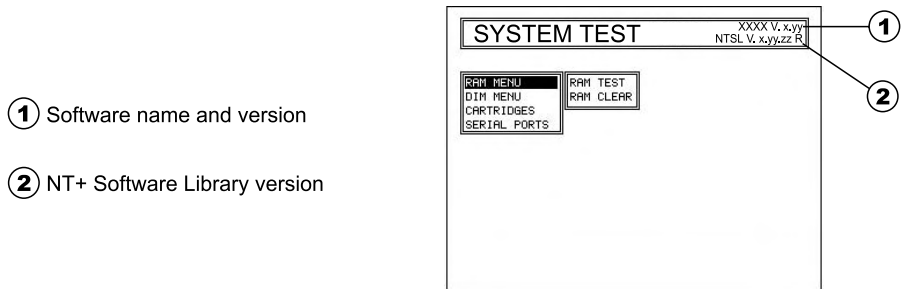 1 Software name and version
2 NT+ Software Library version
SYSTEM TEST
XXXX V. x.yy
NTSL V. x.yy.zz R
1
2
RAM MENU
DIM MENU
CARTRIDGES
SERIAL PORTS
RAM TEST
RAM CLEAR